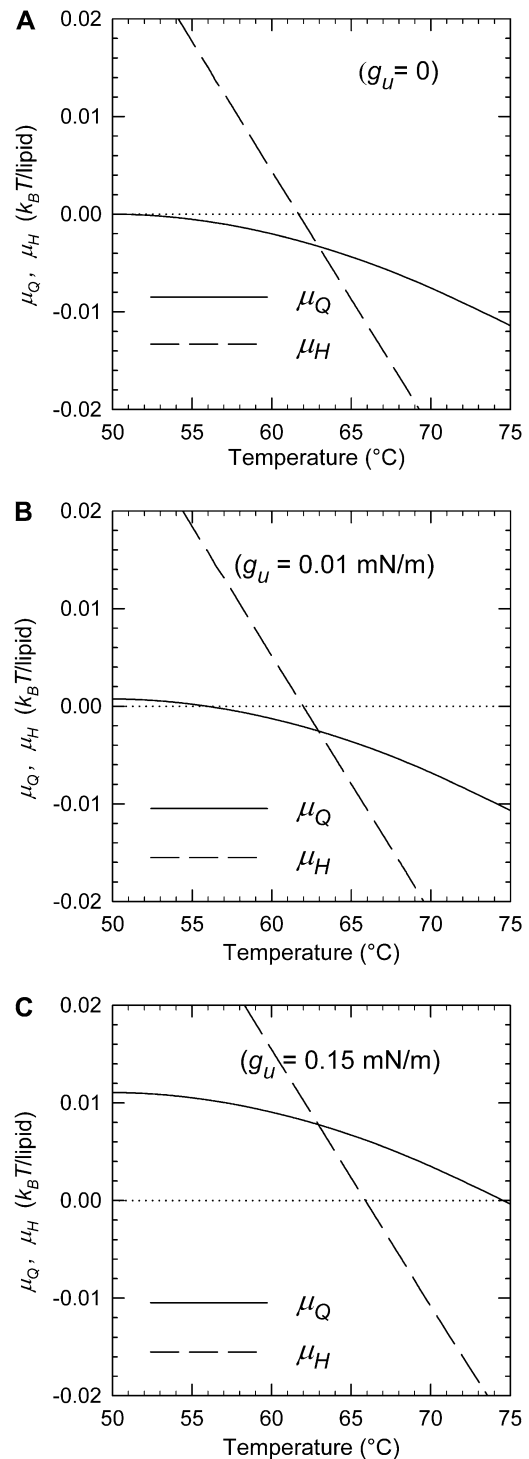 A
0.02
(g_u = 0)
0.01
0.00
-0.01
-0.02
μ_Q, μ_H (k_BT/lipid)
μ_Q
μ_H
50 55 60 65 70 75
Temperature (°C)
B
0.02
(g_u = 0.01 mN/m)
0.01
0.00
-0.01
-0.02
μ_Q, μ_H (k_BT/lipid)
μ_Q
μ_H
50 55 60 65 70 75
Temperature (°C)
C
0.02
(g_u = 0.15 mN/m)
0.01
0.00
-0.01
-0.02
μ_Q, μ_H (k_BT/lipid)
μ_Q
μ_H
50 55 60 65 70 75
Temperature (°C)